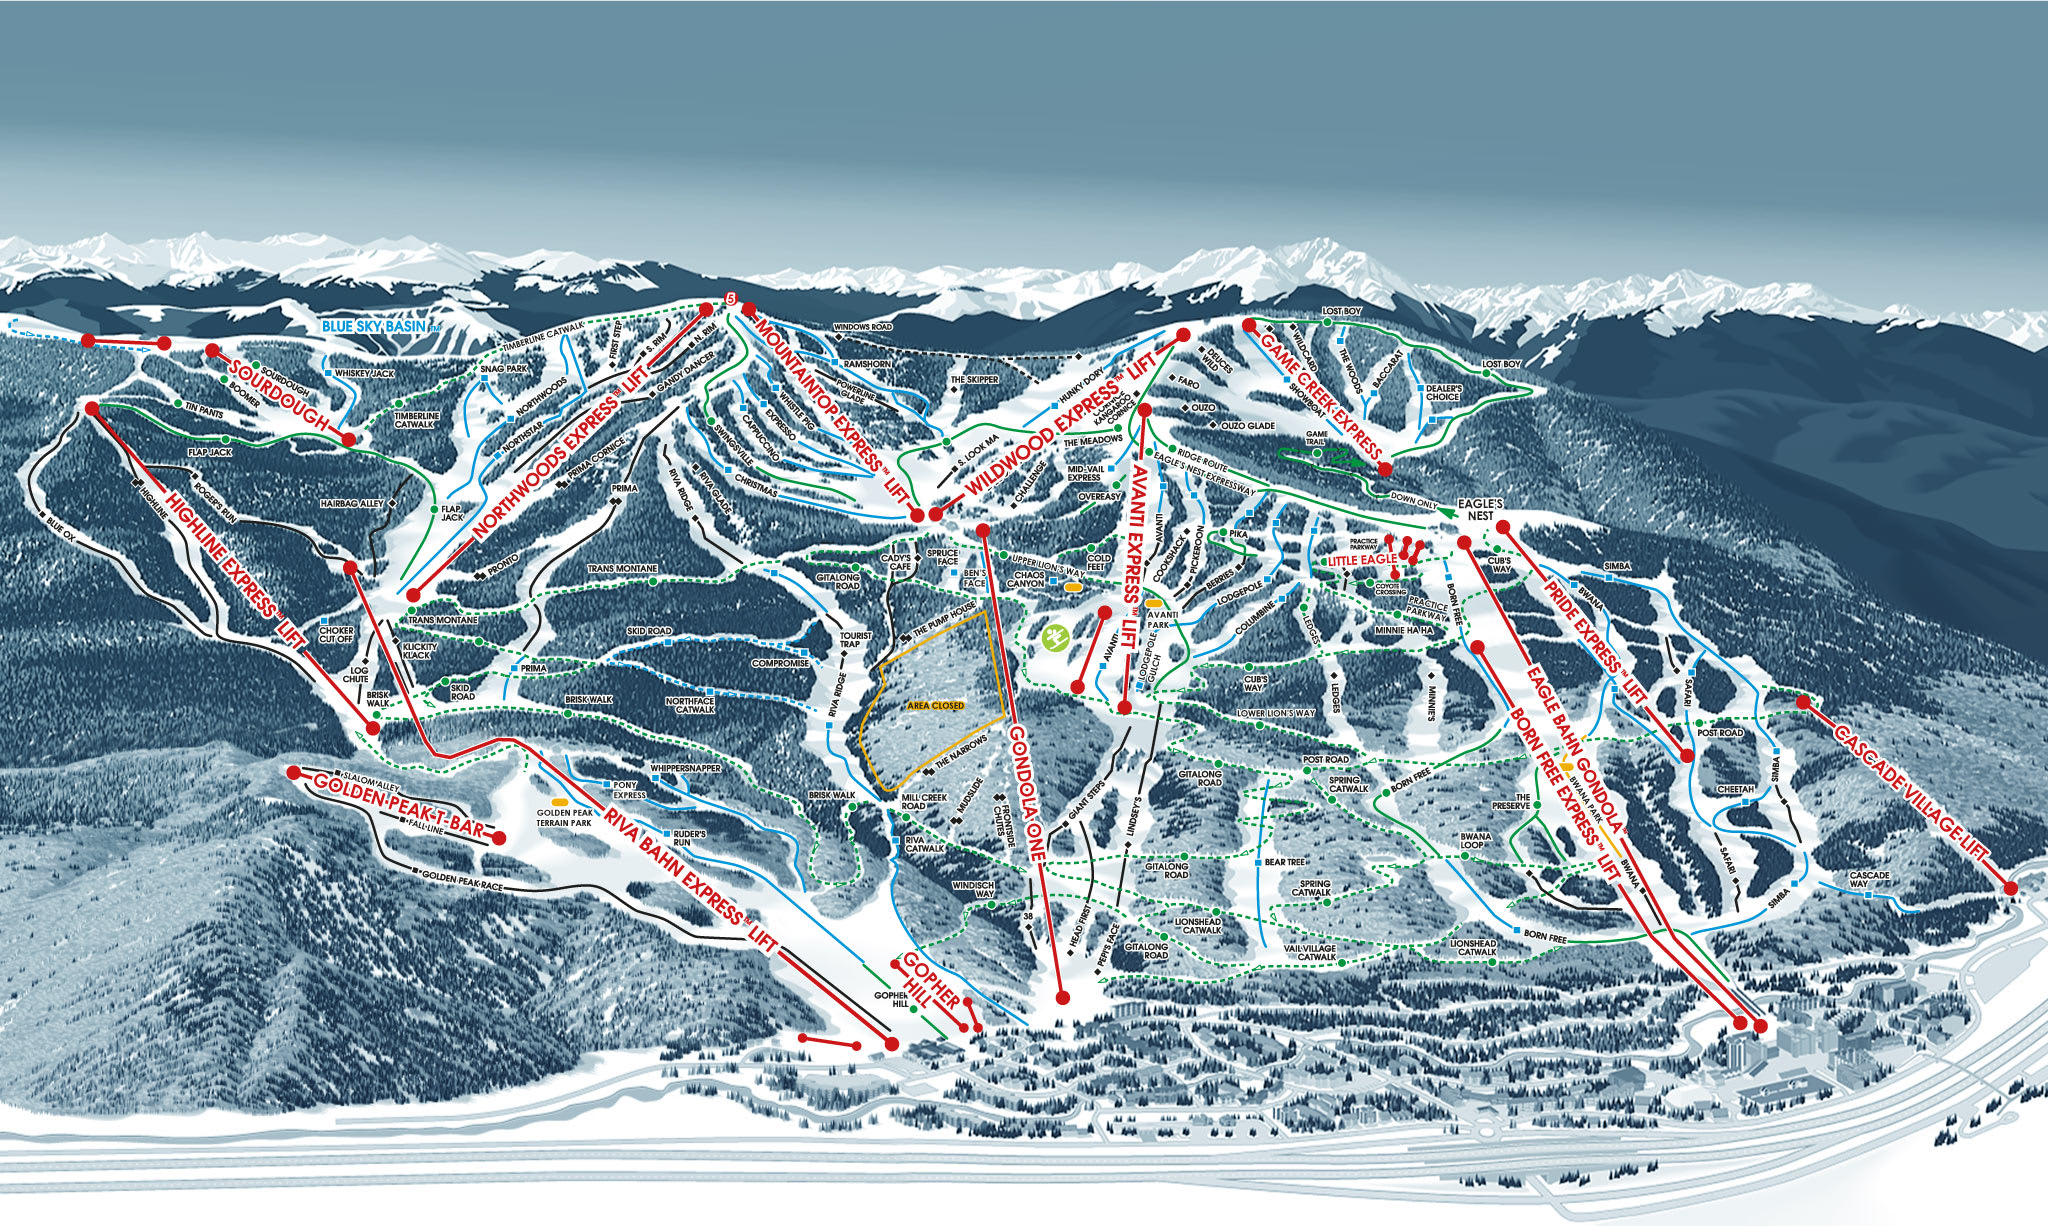 5
BLUE SKY BASIN™
TIMBERLINE CATWALK
FIRST STEP
S. RIM
N. RIM
GANDY DANCER
WINDOWS ROAD
RAMSHORN
POWERLINE
GLADE
MOUNTAINTOP EXPRESS™ LIFT
WHISTLE PIG
EXPRESSO
CAPPUCCINO
SWINGSVILLE
CHRISTMAS
SNAG PARK
NORTHWOODS
NORTHSTAR
NORTHWOODS EXPRESS™ LIFT
PRIMA CORNICE
PRIMA
PRONTO
SOURDOUGH
SOURDOUGH
BOOMER
TIN PANTS
WHISKEY JACK
TIMBERLINE
CATWALK
FLAP JACK
FLAP
JACK
HAIRBAG ALLEY
ROGER'S RUN
HIGHLINE
BLUE OX
HIGHLINE EXPRESS™ LIFT
RIVA RIDGE
RIVA GLADE
THE SKIPPER
HUNKY DORY
S. LOOK MA
WILDWOOD EXPRESS™ LIFT
CHALLENGE
THE MEADOWS
KANGAROO
CORNICE
CORNICE
MID-VAIL
EXPRESS
OVEREASY
DEUCES
WILD
FARO
OUZO
OUZO GLADE
RIDGE ROUTE
EAGLE'S NEST EXPRESSWAY
AVANTI EXPRESS™ LIFT
AVANTI
COOKSHACK
PICKEROON
BERRIES
PIKA
LODGEPOLE
COLUMBINE
LOST BOY
LOST BOY
WILDCARD
THE WOODS
BACCARAT
DEALER'S
CHOICE
SHOWBOAT
GAME CREEK EXPRESS
GAME
TRAIL
DOWN ONLY
EAGLE'S
NEST
PRACTICE
PARKWAY
LITTLE EAGLE
COYOTE
CROSSING
PRACTICE
PARKWAY
MINNIE HA HA
CUB'S
WAY
BORN FREE
SIMBA
BWANA
PRIDE EXPRESS™ LIFT
TRANS MONTANE
TRANS MONTANE
GITALONG
ROAD
CADY'S
CAFE
SPRUCE
FACE
BEN'S
FACE
UPPER LION'S WAY
CHAOS
CANYON
COLD
FEET
AVANTI
PARK
AVANTI
LODGEPOLE
GULCH
CHOKER
CUT OFF
LOG
CHUTE
KLICKITY
KLACK
BRISK
WALK
SKID
ROAD
SKID ROAD
PRIMA
COMPROMISE
NORTHFACE
CATWALK
BRISK WALK
TOURIST
TRAP
RIVA RIDGE
THE PUMP HOUSE
AREA CLOSED
THE NARROWS
GONDOLA ONE
CUB'S
WAY
LOWER LION'S WAY
LEDGES
LEDGES
MINNIE'S
EAGLE BAHN GONDOLA™
BORN FREE EXPRESS™ LIFT
SAFARI
POST ROAD
CASCADE VILLAGE LIFT
GOLDEN PEAK T-BAR
SLALOM ALLEY
FALL LINE
GOLDEN PEAK RACE
GOLDEN PEAK
TERRAIN PARK
PONY
EXPRESS
WHIPPERSNAPPER
RUDER'S
RUN
RIVA BAHN EXPRESS™ LIFT
BRISK WALK
MILL CREEK
ROAD
RIVA
CATWALK
MUDSLIDE
FRONTSIDE
CHUTES
GIANT STEPS
LINDSEY'S
GITALONG
ROAD
POST ROAD
SPRING
CATWALK
BORN FREE
THE
PRESERVE
BWANA PARK
BWANA
LOOP
BWANA
CHEETAH
SIMBA
SAFARI
SIMBA
CASCADE
WAY
WINDISCH
WAY
38
HEAD FIRST
PEPI'S FACE
GITALONG
ROAD
GITALONG
ROAD
LIONSHEAD
CATWALK
BEAR TREE
SPRING
CATWALK
VAIL VILLAGE
CATWALK
LIONSHEAD
CATWALK
BORN FREE
GOPHER
HILL
GOPHER
HILL